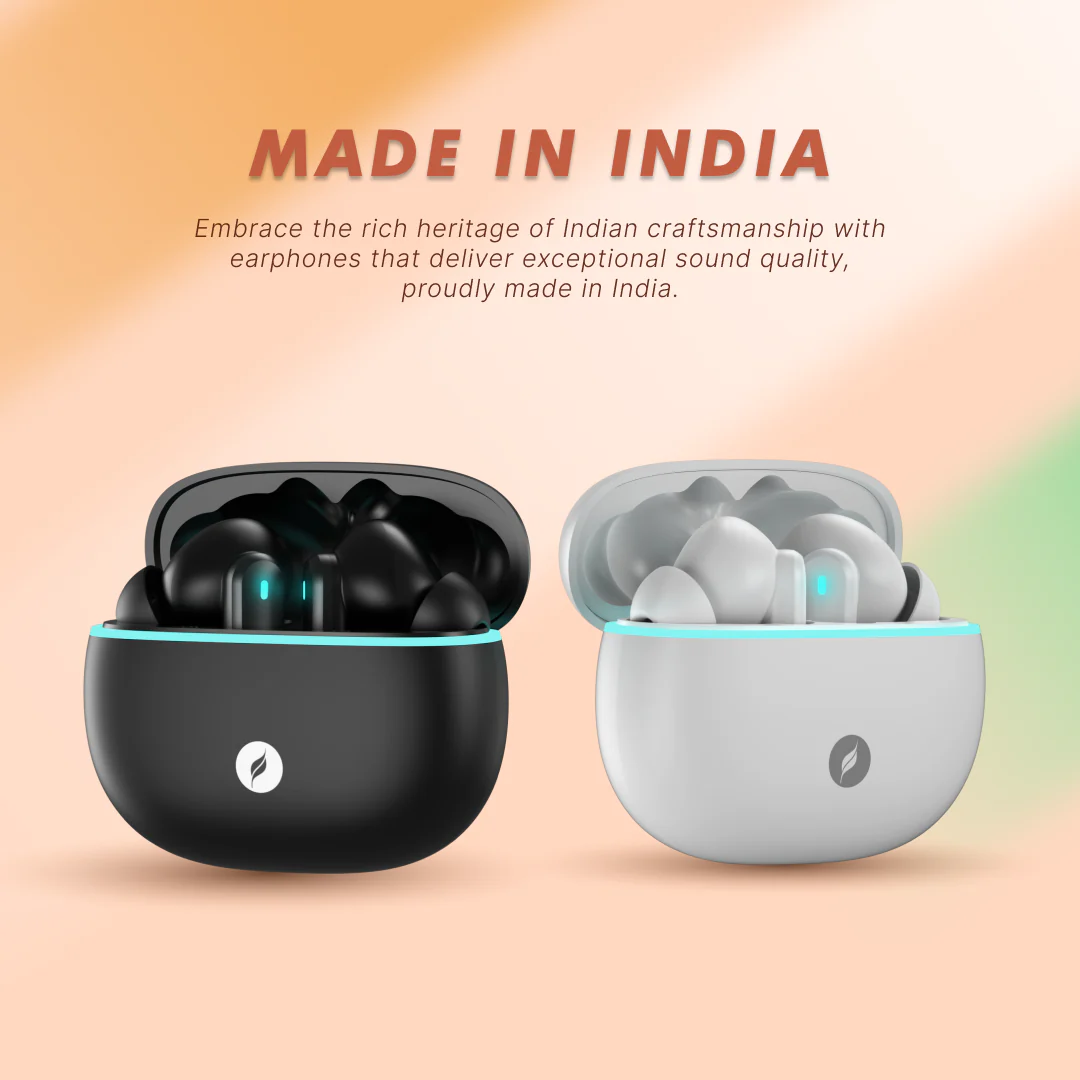 MADE IN INDIA
Embrace the rich heritage of Indian craftsmanship with
earphones that deliver exceptional sound quality,
proudly made in India.